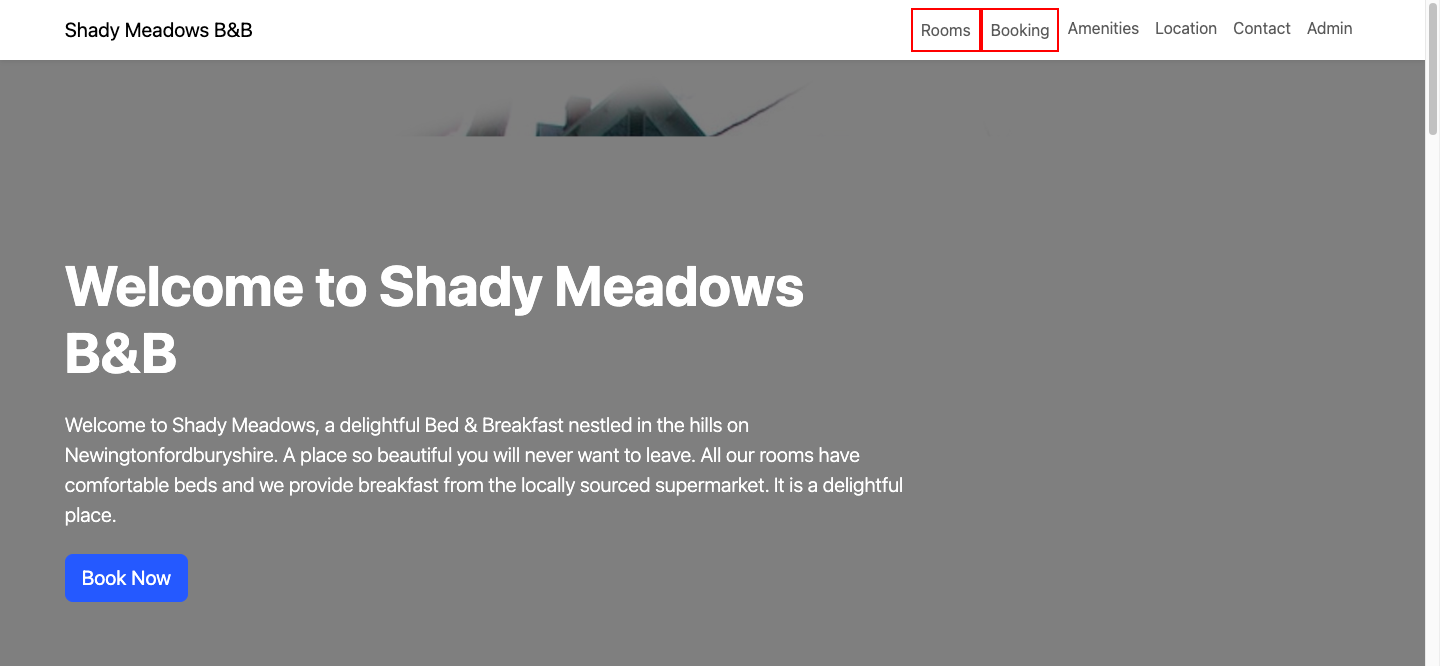 Shady Meadows B&B
Rooms Booking Amenities Location Contact Admin
Welcome to Shady Meadows
B&B
Welcome to Shady Meadows, a delightful Bed & Breakfast nestled in the hills on
Newingtonfordburyshire. A place so beautiful you will never want to leave. All our rooms have
comfortable beds and we provide breakfast from the locally sourced supermarket. It is a delightful
place.
Book Now